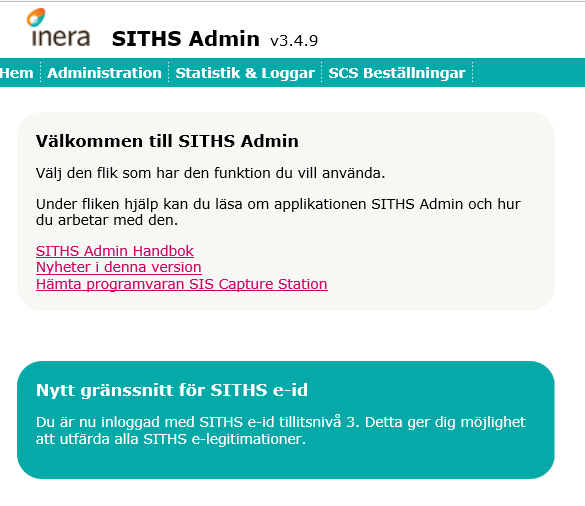 inera SITHS Admin v3.4.9
Hem Administration Statistik & Loggar SCS Beställningar
Välkommen till SITHS Admin
Välj den flik som har den funktion du vill använda.
Under fliken hjälp kan du läsa om applikationen SITHS Admin och hur
du arbetar med den.
SITHS Admin Handbok
Nyheter i denna version
Hämta programvaran SIS Capture Station
Nytt gränssnitt för SITHS e-id
Du är nu inloggad med SITHS e-id tillitsnivå 3. Detta ger dig möjlighet
att utfärda alla SITHS e-legitimationer.